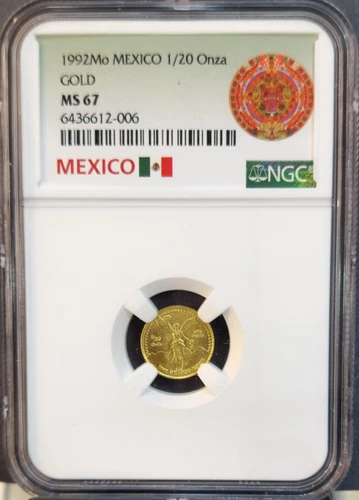 1992Mo MEXICO 1/20 Onza
GOLD
MS 67
6436612-006
MEXICO
NGC